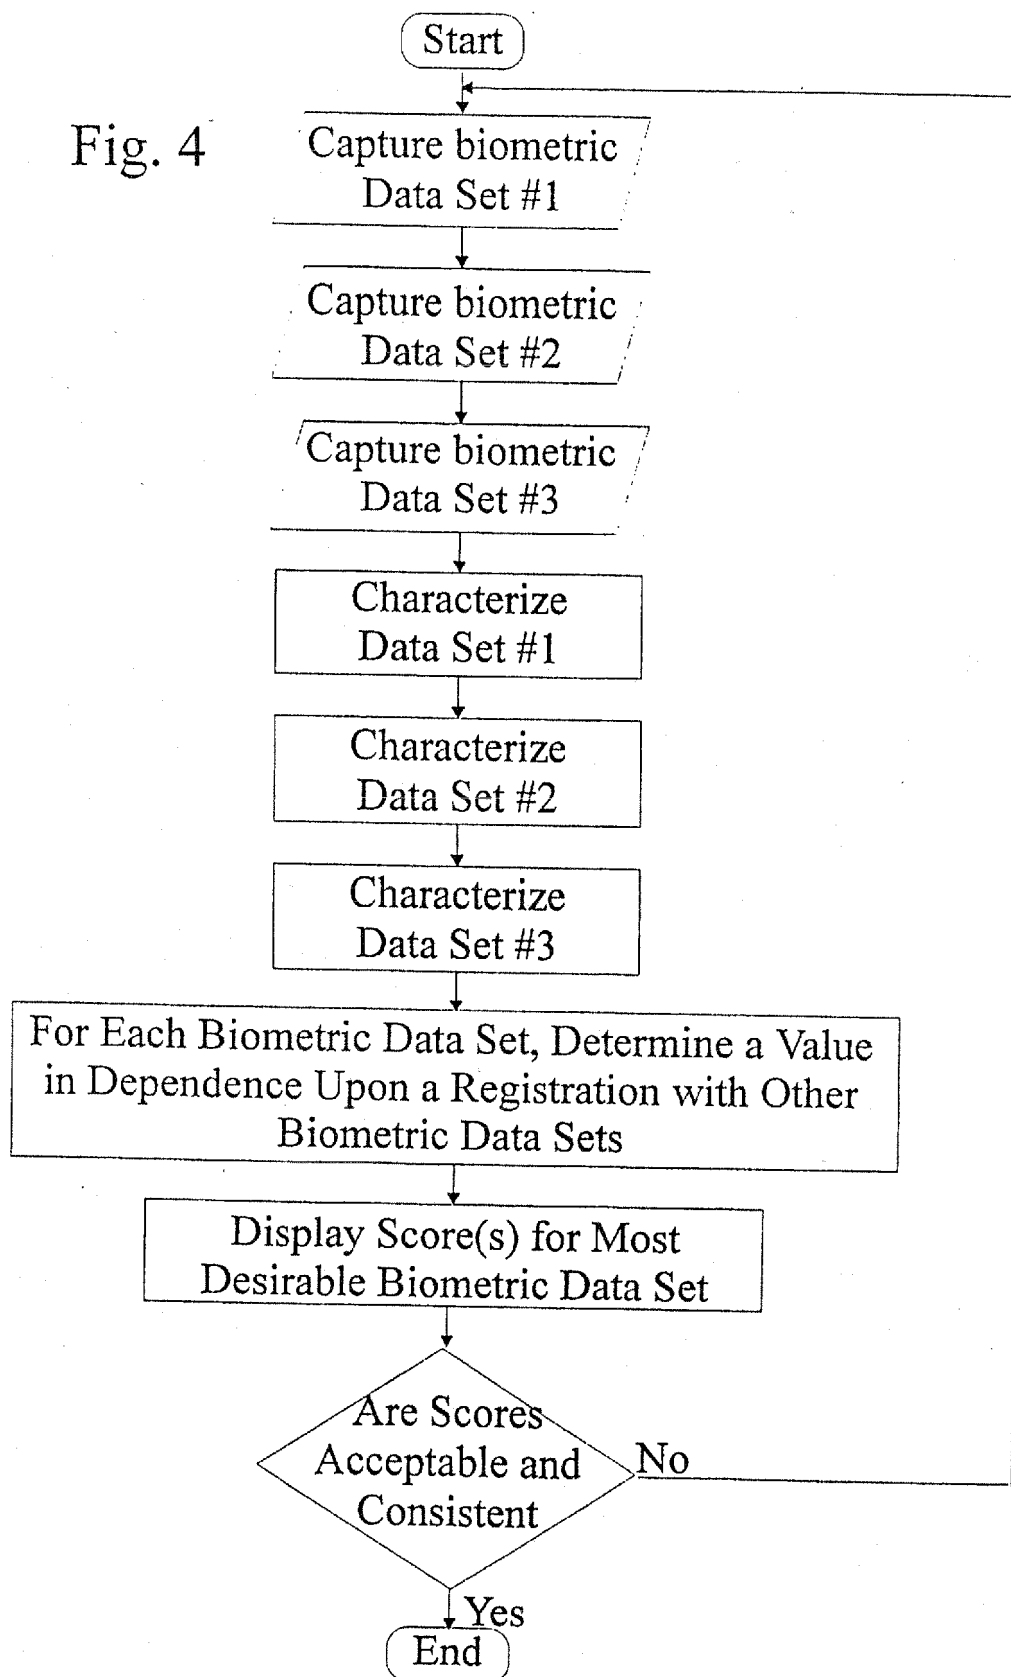 Start
Fig. 4
Capture biometric
Data Set #1
Capture biometric
Data Set #2
Capture biometric
Data Set #3
Characterize
Data Set #1
Characterize
Data Set #2
Characterize
Data Set #3
For Each Biometric Data Set, Determine a Value
in Dependence Upon a Registration with Other
Biometric Data Sets
Display Score(s) for Most
Desirable Biometric Data Set
Are Scores
Acceptable and
Consistent
No
Yes
End